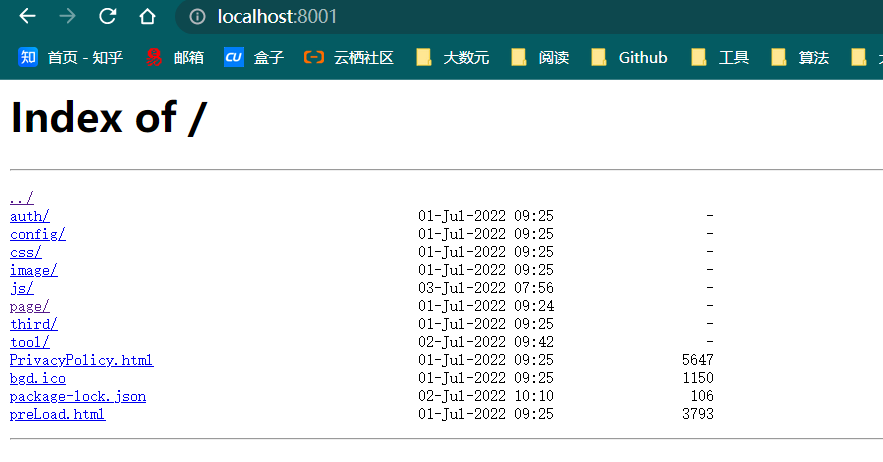 localhost:8001
知 首页 - 知乎 邮箱 CU 盒子 云栖社区 大数元 阅读 Github 工具 算法
Index of /
../
auth/ 01-Jul-2022 09:25 -
config/ 01-Jul-2022 09:25 -
css/ 01-Jul-2022 09:25 -
image/ 01-Jul-2022 09:25 -
js/ 03-Jul-2022 07:56 -
page/ 01-Jul-2022 09:24 -
third/ 01-Jul-2022 09:25 -
tool/ 02-Jul-2022 09:42 -
PrivacyPolicy.html 01-Jul-2022 09:25 5647
bgd.ico 01-Jul-2022 09:25 1150
package-lock.json 02-Jul-2022 10:10 106
preLoad.html 01-Jul-2022 09:25 3793